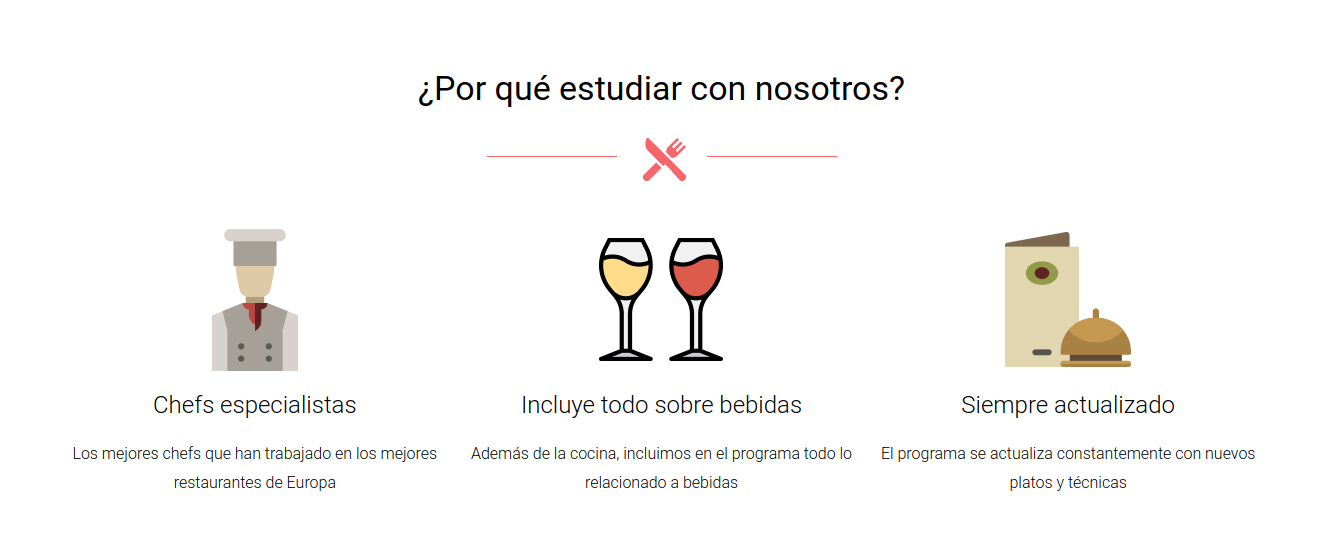 ¿Por qué estudiar con nosotros?
Chefs especialistas
Los mejores chefs que han trabajado en los mejores
restaurantes de Europa
Incluye todo sobre bebidas
Además de la cocina, incluimos en el programa todo lo
relacionado a bebidas
Siempre actualizado
El programa se actualiza constantemente con nuevos
platos y técnicas